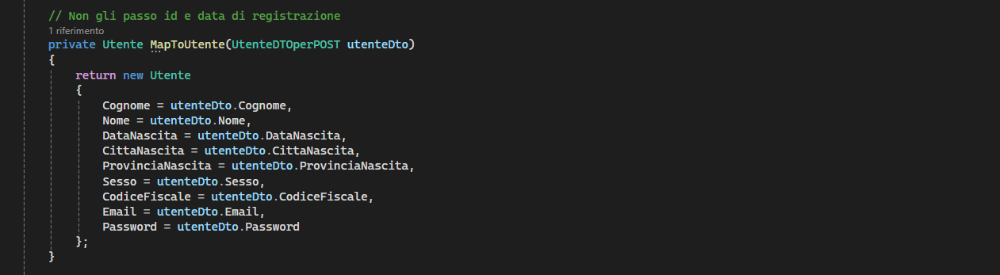 // Non gli passo id e data di registrazione
1 riferimento
private Utente MapToUtente(UtenteDTOperPOST utenteDto)
{
return new Utente
{
Cognome = utenteDto.Cognome,
Nome = utenteDto.Nome,
DataNascita = utenteDto.DataNascita,
CittaNascita = utenteDto.CittaNascita,
ProvinciaNascita = utenteDto.ProvinciaNascita,
Sesso = utenteDto.Sesso,
CodiceFiscale = utenteDto.CodiceFiscale,
Email = utenteDto.Email,
Password = utenteDto.Password
};
}